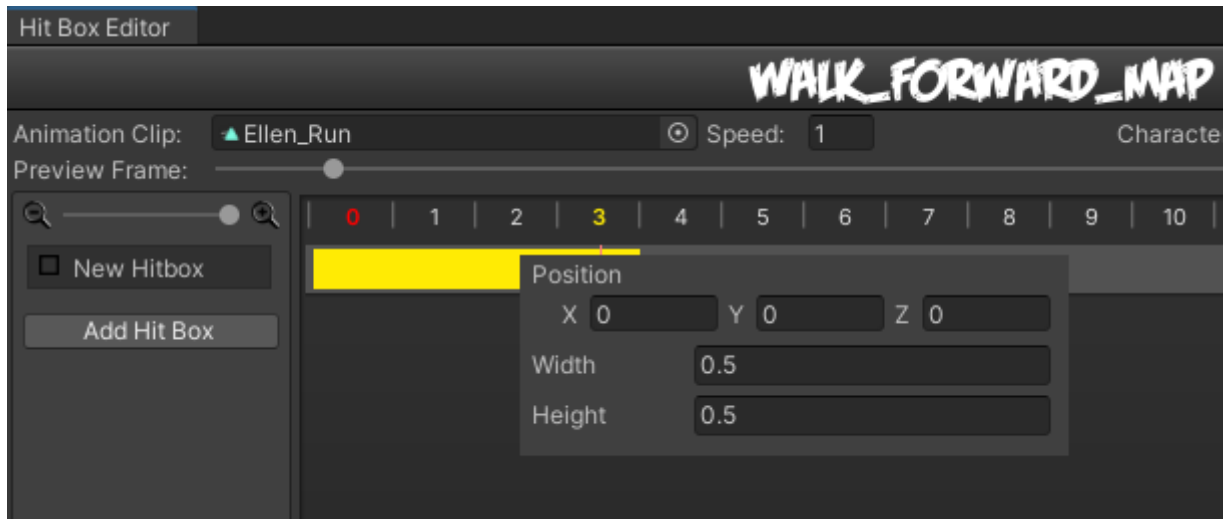 Hit Box Editor
WALK_FORWARD_MAP
Animation Clip: Ellen_Run Speed: 1 Characte
Preview Frame:
0 1 2 3 4 5 6 7 8 9 10
New Hitbox
Position
X 0 Y 0 Z 0
Add Hit Box
Width 0.5
Height 0.5